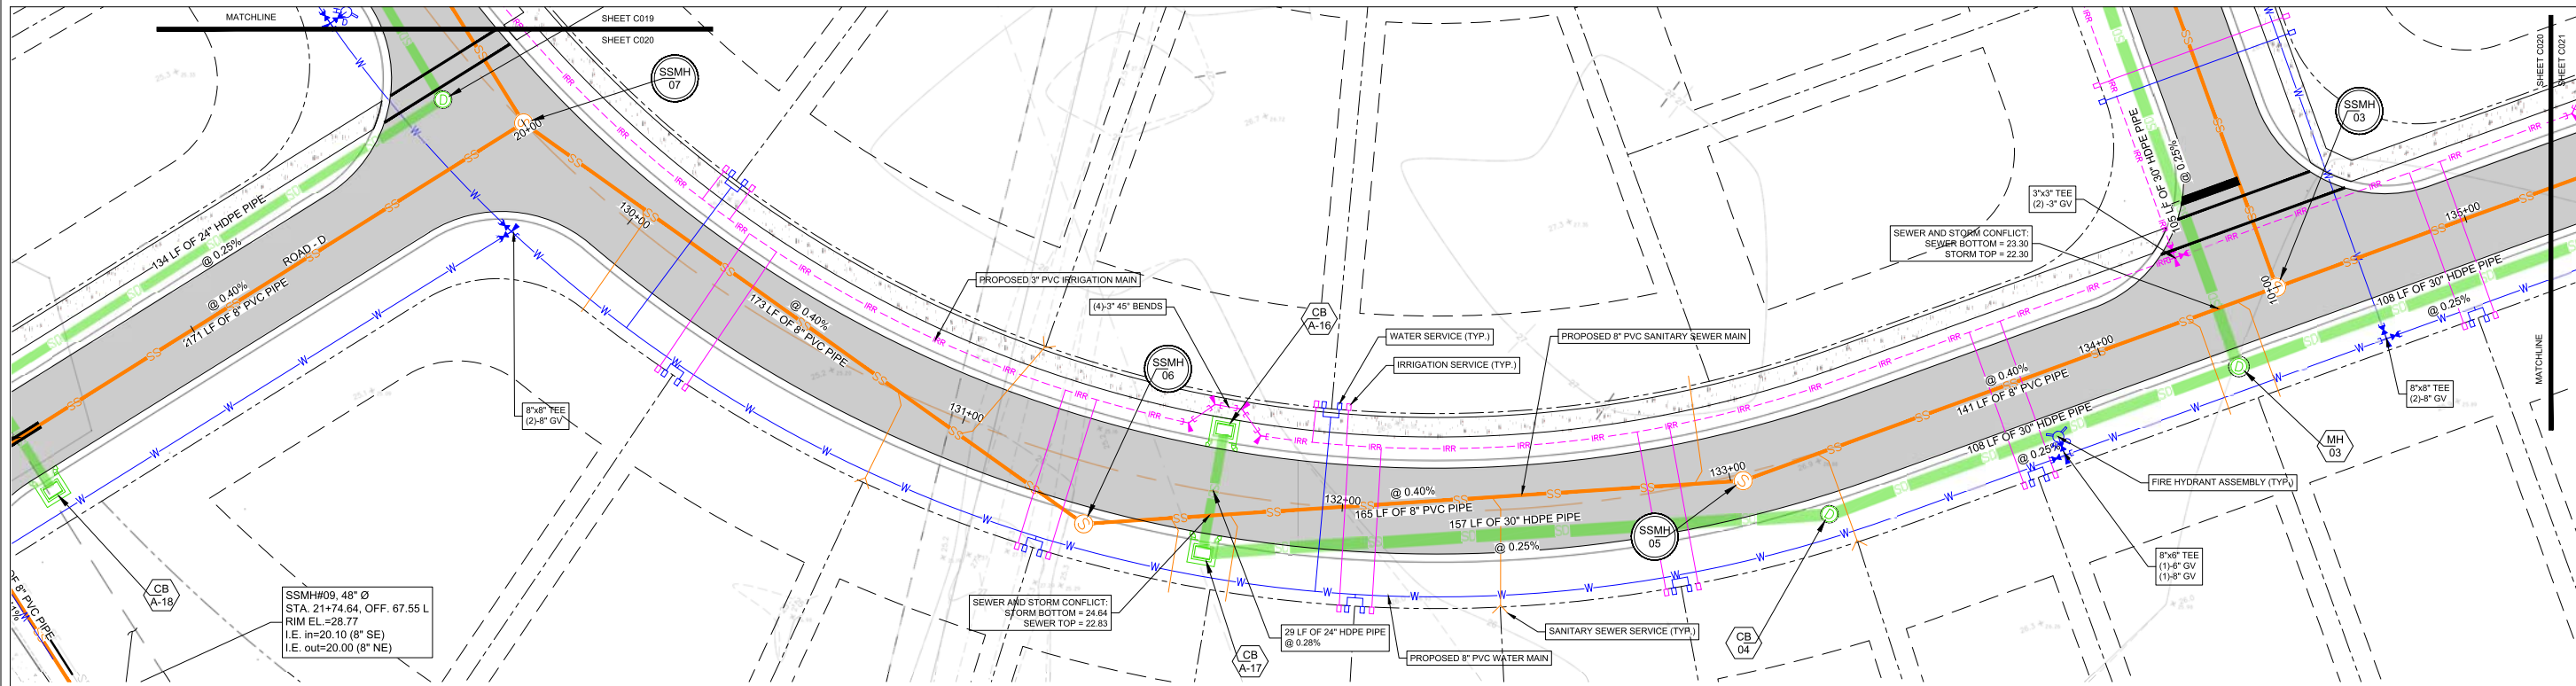 MATCHLINE
SHEET C019
SHEET C020
SSMH
07
20+00
134 LF OF 24" HDPE PIPE
@ 0.25%
ROAD - D
@ 0.40%
171 LF OF 8" PVC PIPE
8"x8" TEE
(2)-8" GV
CB
A-18
SSMH#09, 48" Ø
STA. 21+74.64, OFF. 67.55 L
RIM EL.=28.77
I.E. in=20.10 (8" SE)
I.E. out=20.00 (8" NE)
OF 8" PVC PIPE
130+00
@ 0.40%
173 LF OF 8" PVC PIPE
PROPOSED 3" PVC IRRIGATION MAIN
(4)-3" 45° BENDS
131+00
SSMH
06
CB
A-16
WATER SERVICE (TYP.)
IRRIGATION SERVICE (TYP.)
PROPOSED 8" PVC SANITARY SEWER MAIN
132+00
@ 0.40%
165 LF OF 8" PVC PIPE
157 LF OF 30" HDPE PIPE
@ 0.25%
133+00
SSMH
05
SEWER AND STORM CONFLICT:
STORM BOTTOM = 24.64
SEWER TOP = 22.83
29 LF OF 24" HDPE PIPE
@ 0.28%
CB
A-17
PROPOSED 8" PVC WATER MAIN
SANITARY SEWER SERVICE (TYP.)
CB
04
@ 0.40%
141 LF OF 8" PVC PIPE
134+00
108 LF OF 30" HDPE PIPE
@ 0.25%
SEWER AND STORM CONFLICT:
SEWER BOTTOM = 23.30
STORM TOP = 22.30
3"x3" TEE
(2) -3" GV
105 LF OF 30" HDPE PIPE
@ 0.25%
SSMH
03
10+00
135+00
108 LF OF 30" HDPE PIPE
@ 0.25%
8"x8" TEE
(2)-8" GV
MH
03
FIRE HYDRANT ASSEMBLY (TYP.)
8"x6" TEE
(1)-6" GV
(1)-8" GV
SHEET C020
SHEET C021
MATCHLINE